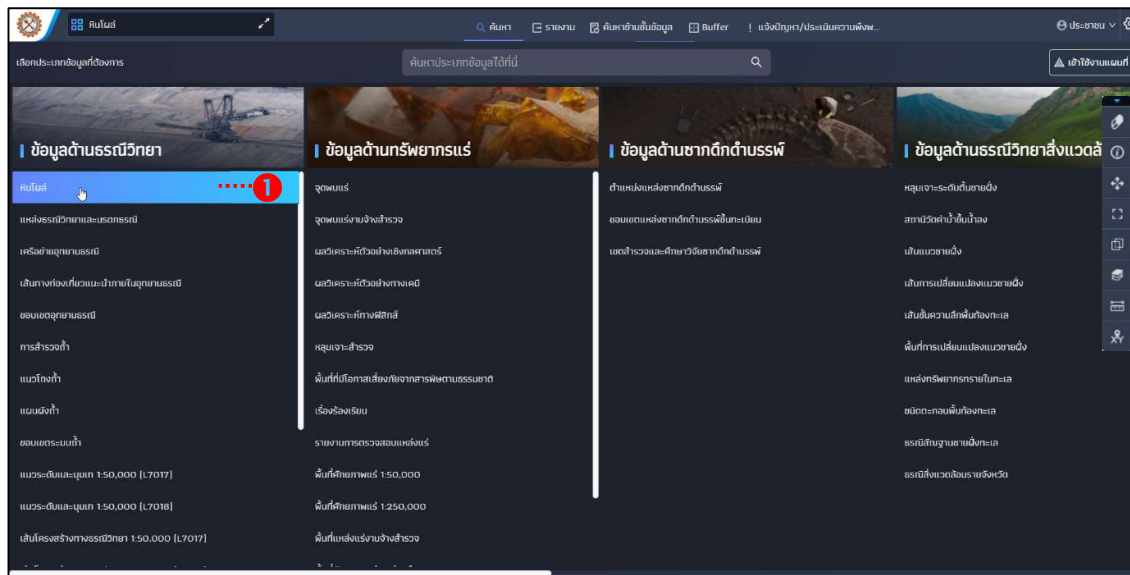 หินโผล่
ค้นหา
รายงาน
ค้นหาข้ามชั้นข้อมูล
Buffer
แจ้งปัญหา/ประเมินความพึงพ...
ประชาชน
เลือกประเภทข้อมูลที่ต้องการ
ค้นหาประเภทข้อมูลได้ที่นี่
เข้าใช้งานแผนที่
ข้อมูลด้านธรณีวิทยา
หินโผล่
1
แหล่งธรณีวิทยาและมรดกธรณี
เครือข่ายอุทยานธรณี
เส้นทางท่องเที่ยวแนะนำภายในอุทยานธรณี
ขอบเขตอุทยานธรณี
การสำรวจถ้ำ
แนวโถงถ้ำ
แผนผังถ้ำ
ขอบเขตระบบถ้ำ
แนวระดับและมุมเท 1:50,000 (L7017)
แนวระดับและมุมเท 1:50,000 (L7018)
เส้นโครงสร้างทางธรณีวิทยา 1:50,000 (L7017)
ข้อมูลด้านทรัพยากรแร่
จุดพบแร่
จุดพบแร่งานจ้างสำรวจ
ผลวิเคราะห์ตัวอย่างเชิงกลศาสตร์
ผลวิเคราะห์ตัวอย่างทางเคมี
ผลวิเคราะห์ทางฟิสิกส์
หลุมเจาะสำรวจ
พื้นที่ที่มีโอกาสเสี่ยงภัยจากสารพิษตามธรรมชาติ
เรื่องร้องเรียน
รายงานการตรวจสอบแหล่งแร่
พื้นที่ศักยภาพแร่ 1:50,000
พื้นที่ศักยภาพแร่ 1:250,000
พื้นที่แหล่งแร่งานจ้างสำรวจ
ข้อมูลด้านซากดึกดำบรรพ์
ตำแหน่งแหล่งซากดึกดำบรรพ์
ขอบเขตแหล่งซากดึกดำบรรพ์ขึ้นทะเบียน
เขตสำรวจและศึกษาวิจัยซากดึกดำบรรพ์
ข้อมูลด้านธรณีวิทยาสิ่งแวดล้
หลุมเจาะระดับตื้นชายฝั่ง
สถานีวัดค่าน้ำขึ้นน้ำลง
เส้นแนวชายฝั่ง
เส้นการเปลี่ยนแปลงแนวชายฝั่ง
เส้นชั้นความลึกพื้นท้องทะเล
พื้นที่การเปลี่ยนแปลงแนวชายฝั่ง
แหล่งทรัพยากรทรายในทะเล
ชนิดตะกอนพื้นท้องทะเล
ธรณีสัณฐานชายฝั่งทะเล
ธรณีสิ่งแวดล้อมรายจังหวัด